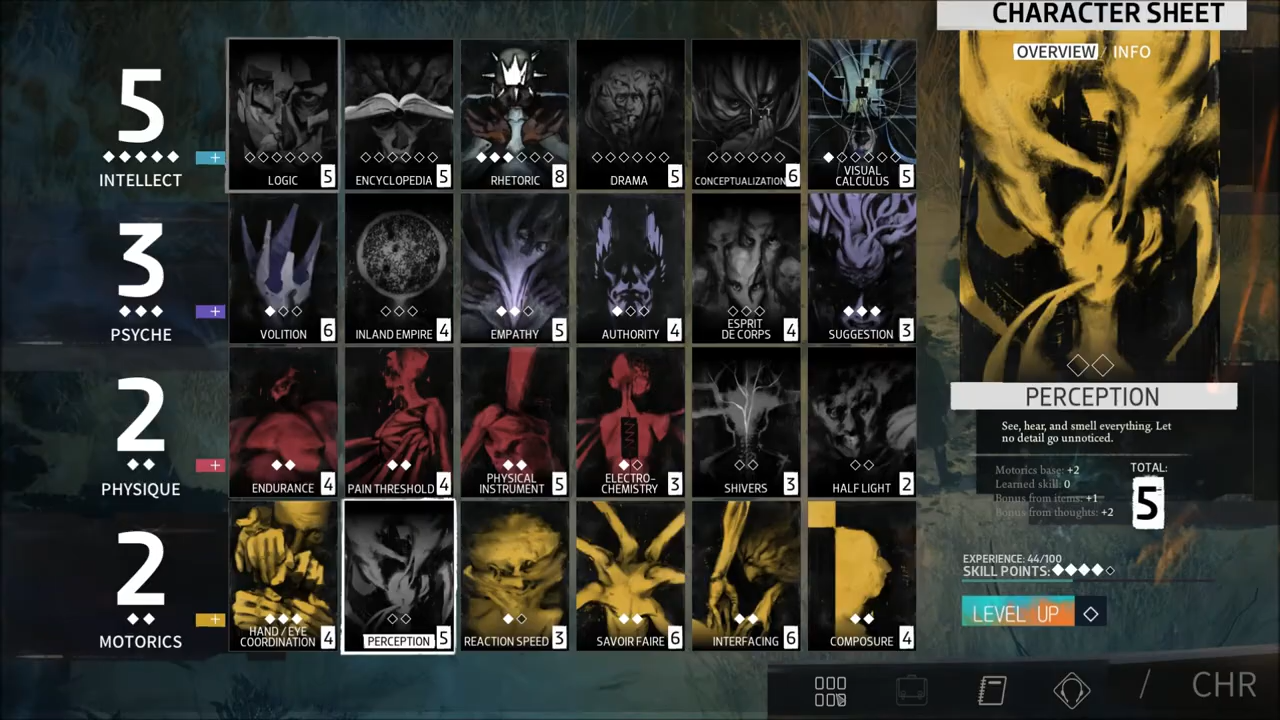 CHARACTER SHEET
OVERVIEW / INFO
5
INTELLECT
LOGIC 5
ENCYCLOPEDIA 5
RHETORIC 8
DRAMA 5
CONCEPTUALIZATION 6
VISUAL
CALCULUS 5
3
PSYCHE
VOLITION 6
INLAND EMPIRE 4
EMPATHY 5
AUTHORITY 4
ESPRIT
DE CORPS 4
SUGGESTION 3
2
PHYSIQUE
ENDURANCE 4
PAIN THRESHOLD 4
PHYSICAL
INSTRUMENT 5
ELECTRO-
CHEMISTRY 3
SHIVERS 3
HALF LIGHT 2
2
MOTORICS
HAND / EYE
COORDINATION 4
PERCEPTION 5
REACTION SPEED 3
SAVOIR FAIRE 6
INTERFACING 6
COMPOSURE 4
PERCEPTION
See, hear, and smell everything. Let
no detail go unnoticed.
Motorics base: +2
Learned skill: 0
Bonus from items: +1
Bonus from thoughts: +2
TOTAL:
5
EXPERIENCE: 44/100
SKILL POINTS:
LEVEL UP
/ CHR